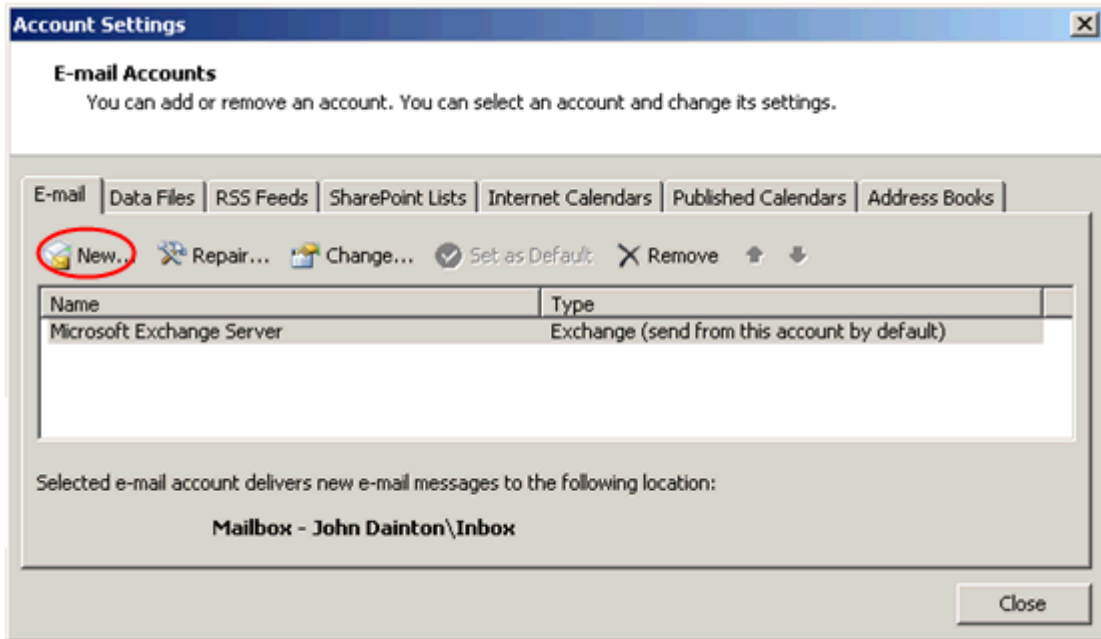 Account Settings
E-mail Accounts
You can add or remove an account. You can select an account and change its settings.
E-mail Data Files RSS Feeds SharePoint Lists Internet Calendars Published Calendars Address Books
New... Repair... Change... Set as Default Remove
Name Type
Microsoft Exchange Server Exchange (send from this account by default)
Selected e-mail account delivers new e-mail messages to the following location:
Mailbox - John Dainton\Inbox
Close